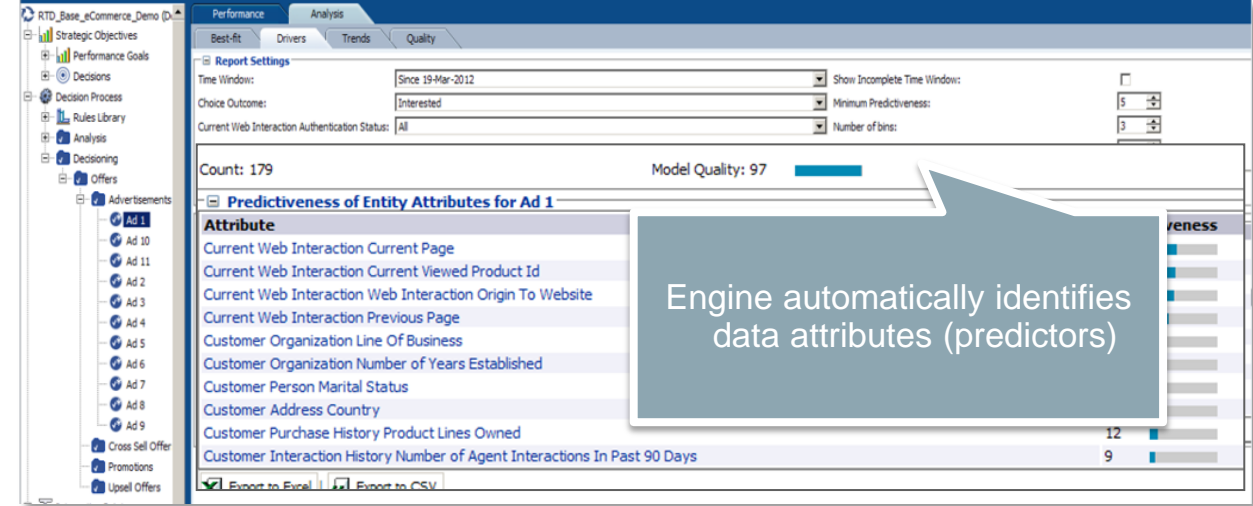 RTD_Base_eCommerce_Demo (D
Strategic Objectives
Performance Goals
Decisions
Decision Process
Rules Library
Analysis
Decisioning
Offers
Advertisements
Ad 1
Ad 10
Ad 11
Ad 2
Ad 3
Ad 4
Ad 5
Ad 6
Ad 7
Ad 8
Ad 9
Cross Sell Offer
Promotions
Upsell Offers
Performance Analysis
Best-fit Drivers Trends Quality
Report Settings
Time Window: Since 19-Mar-2012 Show Incomplete Time Window:
Choice Outcome: Interested Minimum Predictiveness: 5
Current Web Interaction Authentication Status: All Number of bins: 3
Count: 179 Model Quality: 97
Predictiveness of Entity Attributes for Ad 1
Attribute veness
Current Web Interaction Current Page
Current Web Interaction Current Viewed Product Id
Current Web Interaction Web Interaction Origin To Website
Current Web Interaction Previous Page
Customer Organization Line Of Business
Customer Organization Number of Years Established
Customer Person Marital Status
Customer Address Country
Customer Purchase History Product Lines Owned 12
Customer Interaction History Number of Agent Interactions In Past 90 Days 9
Export to Excel | Export to CSV
Engine automatically identifies
data attributes (predictors)